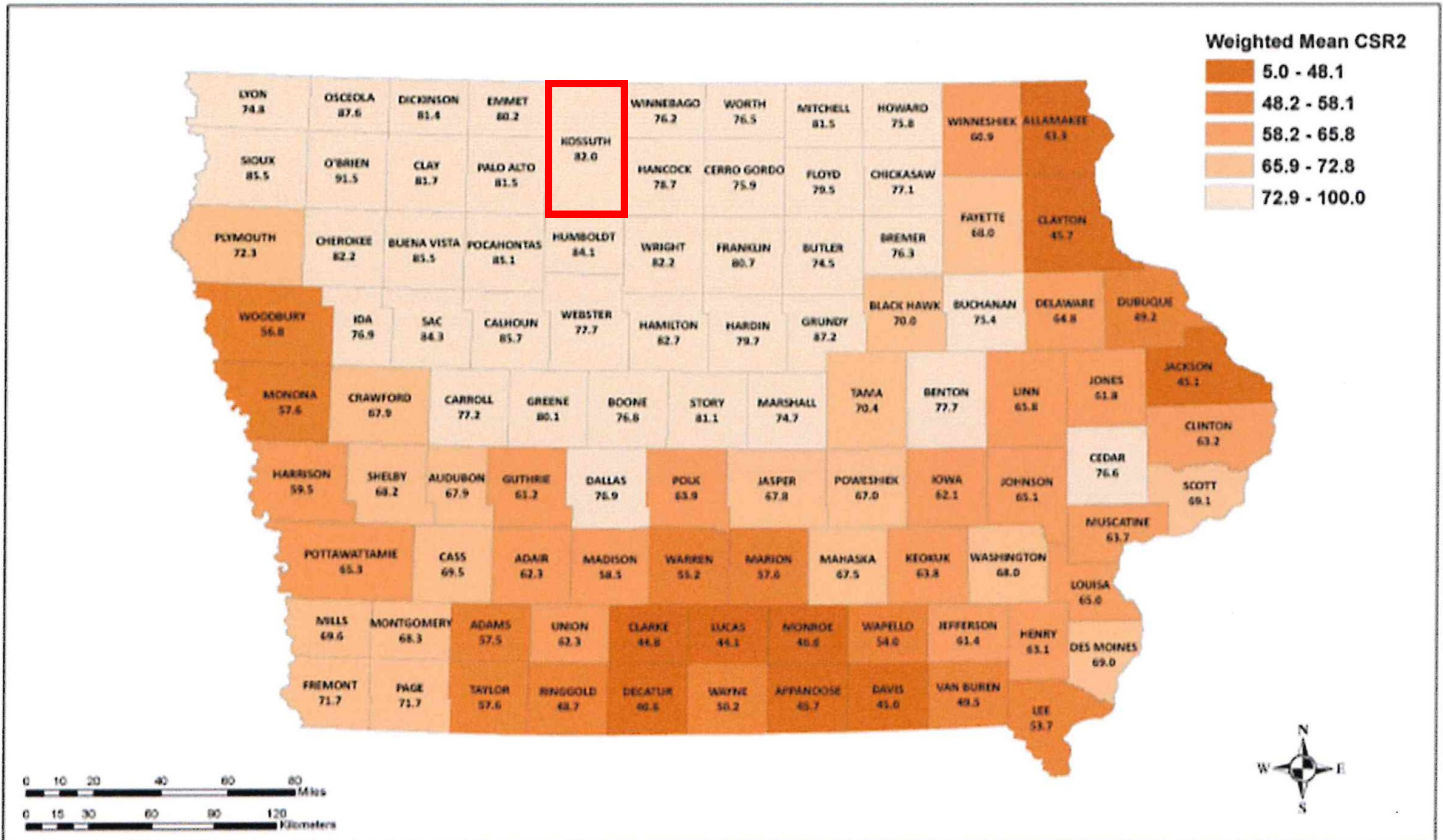 Weighted Mean CSR2
5.0 - 48.1
48.2 - 58.1
58.2 - 65.8
65.9 - 72.8
72.9 - 100.0
LYON
74.8
OSCEOLA
87.6
DICKINSON
81.4
EMMET
80.2
KOSSUTH
82.0
WINNEBAGO
76.2
WORTH
76.5
MITCHELL
81.5
HOWARD
75.8
WINNESHIEK
60.9
ALLAMAKEE
SIOUX
85.5
O'BRIEN
91.5
CLAY
81.7
PALO ALTO
81.5
HANCOCK
78.7
CERRO GORDO
75.9
FLOYD
79.5
CHICKASAW
77.1
FAYETTE
68.0
CLAYTON
45.7
PLYMOUTH
72.3
CHEROKEE
82.2
BUENA VISTA
85.5
POCAHONTAS
85.1
HUMBOLDT
84.1
WRIGHT
82.2
FRANKLIN
80.7
BUTLER
74.5
BREMER
76.3
WOODBURY
56.8
IDA
76.9
SAC
84.3
CALHOUN
85.7
WEBSTER
77.7
HAMILTON
82.7
HARDIN
79.7
GRUNDY
87.2
BLACK HAWK
70.0
BUCHANAN
75.4
DELAWARE
64.8
DUBUQUE
49.2
MONONA
57.6
CRAWFORD
67.9
CARROLL
77.2
GREENE
80.1
BOONE
76.8
STORY
81.1
MARSHALL
74.7
TAMA
70.4
BENTON
77.7
LINN
65.8
JONES
61.8
JACKSON
45.1
CLINTON
63.2
HARRISON
59.5
SHELBY
68.2
AUDUBON
67.9
GUTHRIE
61.2
DALLAS
76.9
POLK
63.9
JASPER
67.8
POWESHIEK
67.0
IOWA
62.1
JOHNSON
65.1
CEDAR
76.6
SCOTT
69.1
MUSCATINE
63.7
POTTAWATTAMIE
65.3
CASS
69.5
ADAIR
62.3
MADISON
58.5
WARREN
55.2
MARION
57.6
MAHASKA
67.5
KEOKUK
63.8
WASHINGTON
68.0
LOUISA
65.0
MILLS
69.6
MONTGOMERY
68.3
ADAMS
57.5
UNION
62.3
CLARKE
44.8
LUCAS
44.1
MONROE
WAPELLO
54.0
JEFFERSON
61.4
HENRY
63.1
DES MOINES
69.0
FREMONT
71.7
PAGE
71.7
TAYLOR
57.6
RINGGOLD
48.7
DECATUR
WAYNE
50.2
APPANOOSE
45.7
DAVIS
45.0
VAN BUREN
49.5
LEE
53.7
0 10 20 40 60 80
Miles
0 15 30 60 90 120
Kilometers
N
W E
S